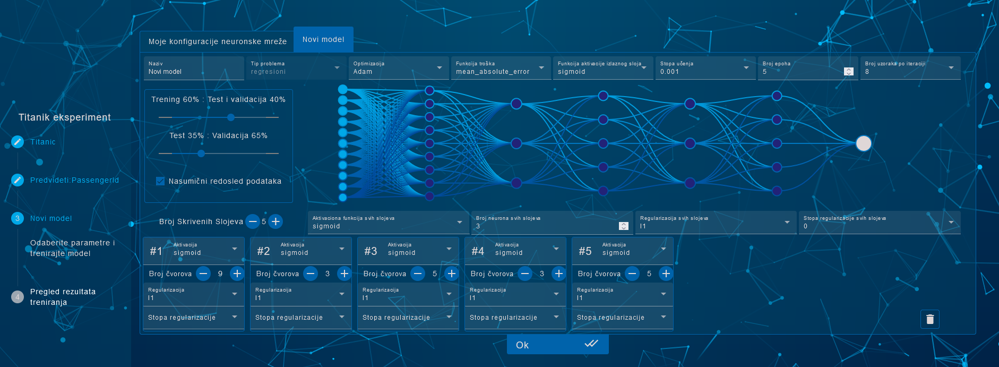 Moje konfiguracije neuronske mreže
Novi model
Naziv
Novi model
Tip problema
regresioni
Optimizacija
Adam
Funkcija troška
mean_absolute_error
Funkcija aktivacije izlaznog sloja
sigmoid
Stopa učenja
0.001
Broj epoha
5
Broj uzoraka po iteraciji
8
Trening 60% : Test i validacija 40%
Test 35% : Validacija 65%
Nasumični redosled podataka
Titanik eksperiment
Titanic
Predvideti:PassengerId
3
Novi model
Odaberite parametre i
trenirajte model
4
Pregled rezultata
treniranja
Broj Skrivenih Slojeva
5
Aktivaciona funkcija svih slojeva
sigmoid
Broj neurona svih slojeva
3
Regularizacija svih slojeva
l1
Stopa regularizacije svih slojeva
0
#1
Aktivacija
sigmoid
Broj čvorova
9
Regularizacija
l1
Stopa regularizacije
#2
Aktivacija
sigmoid
Broj čvorova
3
Regularizacija
l1
Stopa regularizacije
#3
Aktivacija
sigmoid
Broj čvorova
5
Regularizacija
l1
Stopa regularizacije
#4
Aktivacija
sigmoid
Broj čvorova
3
Regularizacija
l1
Stopa regularizacije
#5
Aktivacija
sigmoid
Broj čvorova
5
Regularizacija
l1
Stopa regularizacije
Ok